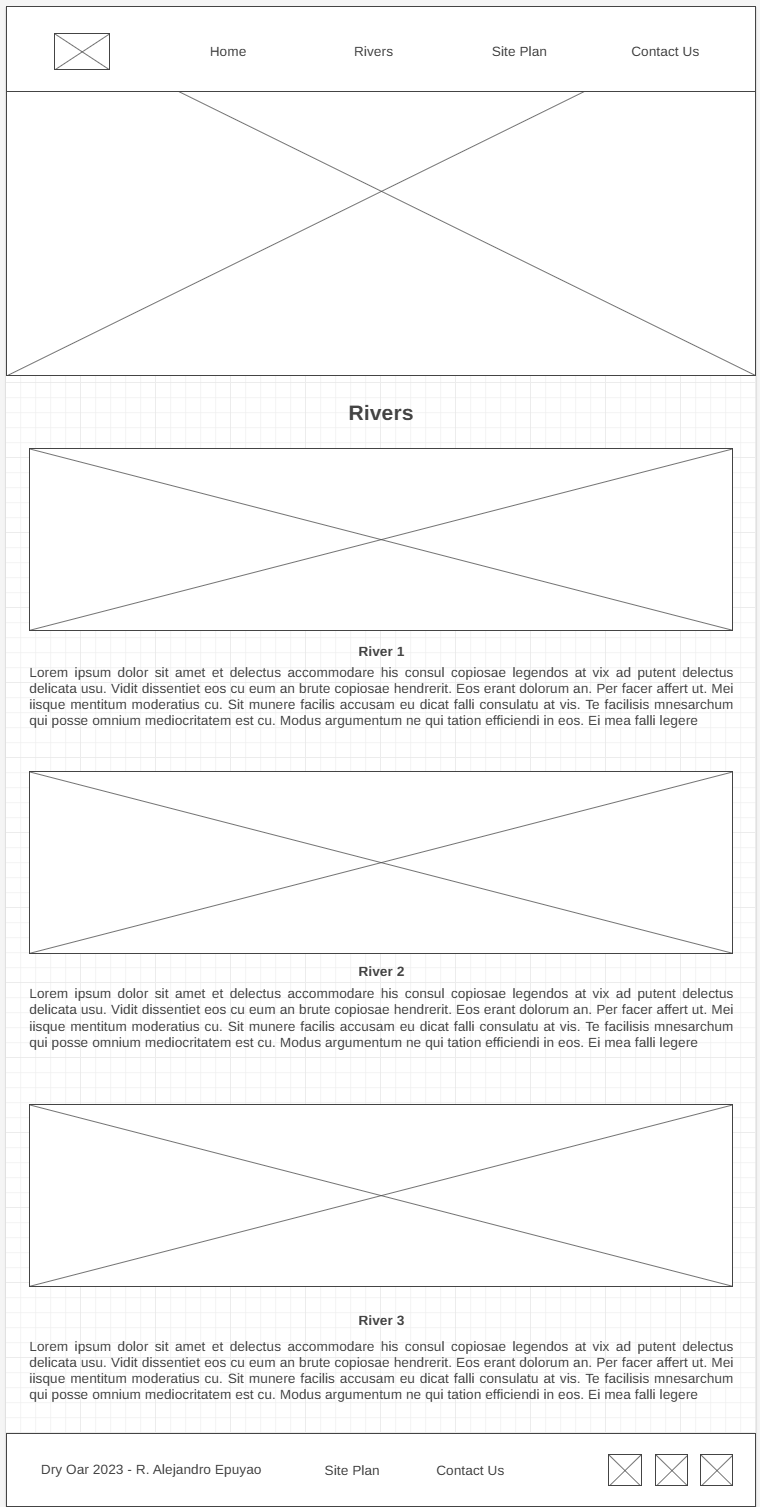 Home Rivers Site Plan Contact Us
Rivers
River 1
Lorem ipsum dolor sit amet et delectus accommodare his consul copiosae legendos at vix ad putent delectus
delicata usu. Vidit dissentiet eos cu eum an brute copiosae hendrerit. Eos erant dolorum an. Per facer affert ut. Mei
iisque mentitum moderatius cu. Sit munere facilis accusam eu dicat falli consulatu at vis. Te facilisis mnesarchum
qui posse omnium mediocritatem est cu. Modus argumentum ne qui tation efficiendi in eos. Ei mea falli legere
River 2
Lorem ipsum dolor sit amet et delectus accommodare his consul copiosae legendos at vix ad putent delectus
delicata usu. Vidit dissentiet eos cu eum an brute copiosae hendrerit. Eos erant dolorum an. Per facer affert ut. Mei
iisque mentitum moderatius cu. Sit munere facilis accusam eu dicat falli consulatu at vis. Te facilisis mnesarchum
qui posse omnium mediocritatem est cu. Modus argumentum ne qui tation efficiendi in eos. Ei mea falli legere
River 3
Lorem ipsum dolor sit amet et delectus accommodare his consul copiosae legendos at vix ad putent delectus
delicata usu. Vidit dissentiet eos cu eum an brute copiosae hendrerit. Eos erant dolorum an. Per facer affert ut. Mei
iisque mentitum moderatius cu. Sit munere facilis accusam eu dicat falli consulatu at vis. Te facilisis mnesarchum
qui posse omnium mediocritatem est cu. Modus argumentum ne qui tation efficiendi in eos. Ei mea falli legere
Dry Oar 2023 - R. Alejandro Epuyao Site Plan Contact Us